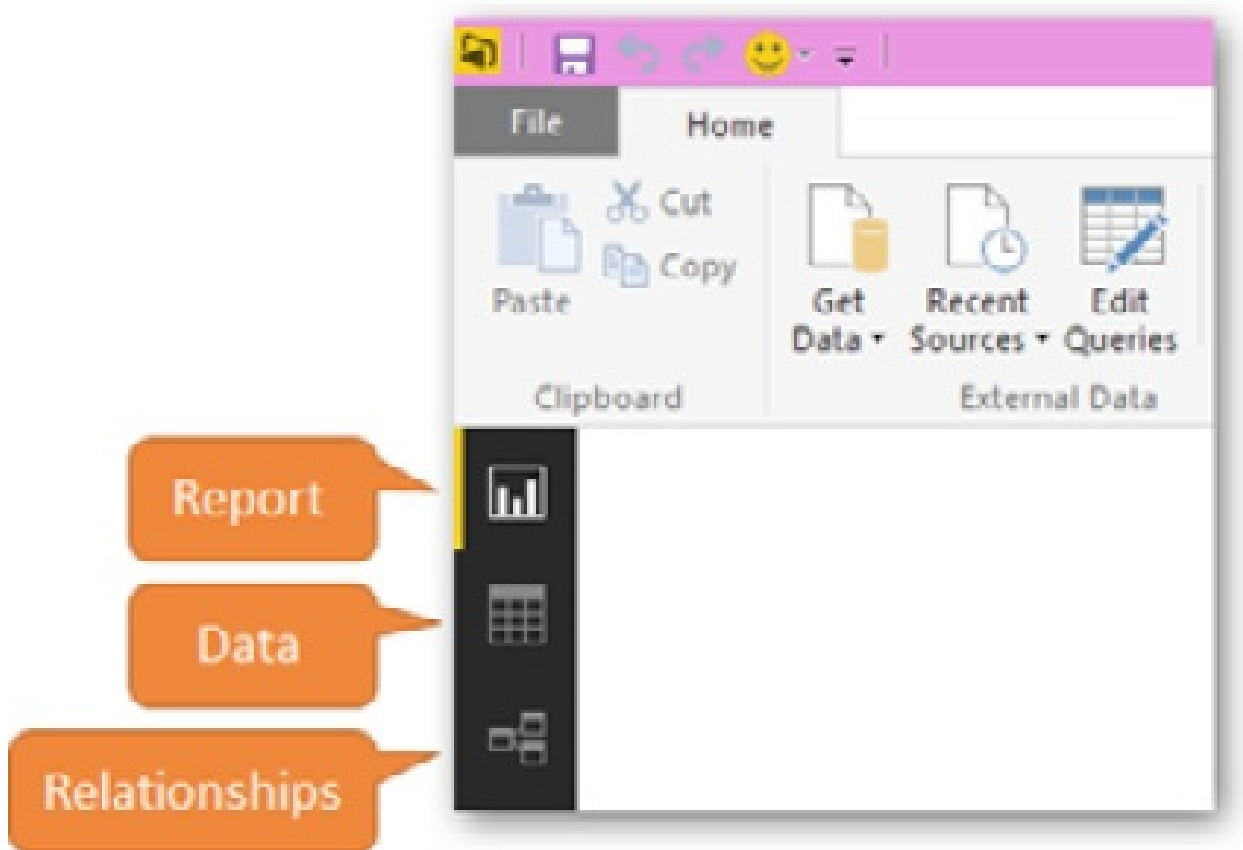 File Home
Cut
Copy
Paste
Get
Data
Recent
Sources
Edit
Queries
Clipboard
External Data
Report
Data
Relationships